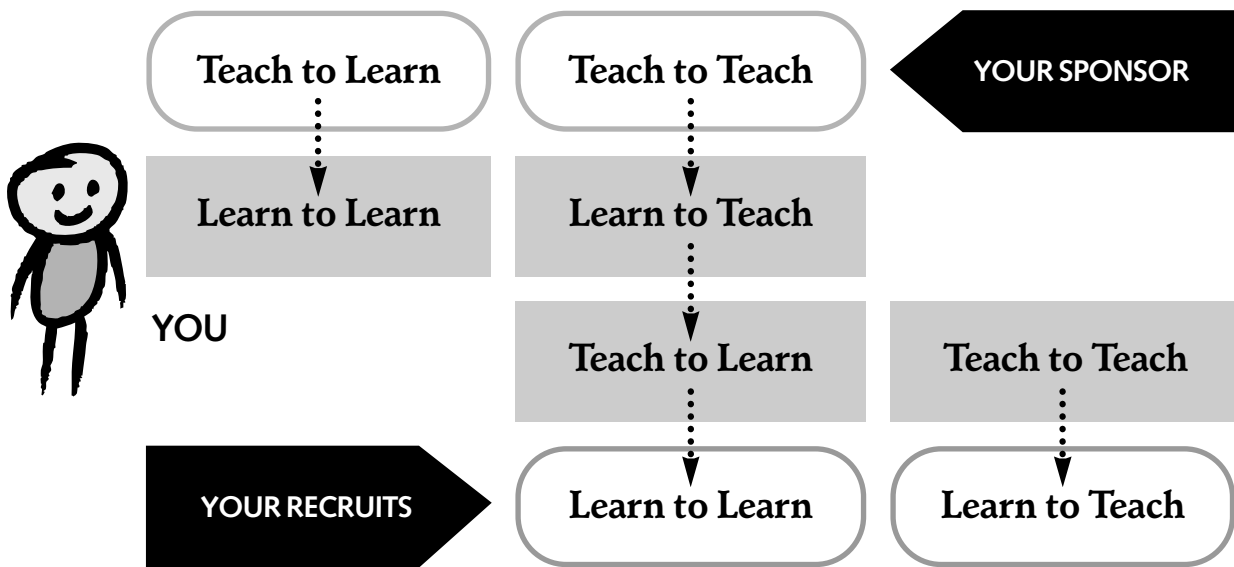 Teach to Learn
Teach to Teach
YOUR SPONSOR
Learn to Learn
Learn to Teach
YOU
Teach to Learn
Teach to Teach
YOUR RECRUITS
Learn to Learn
Learn to Teach